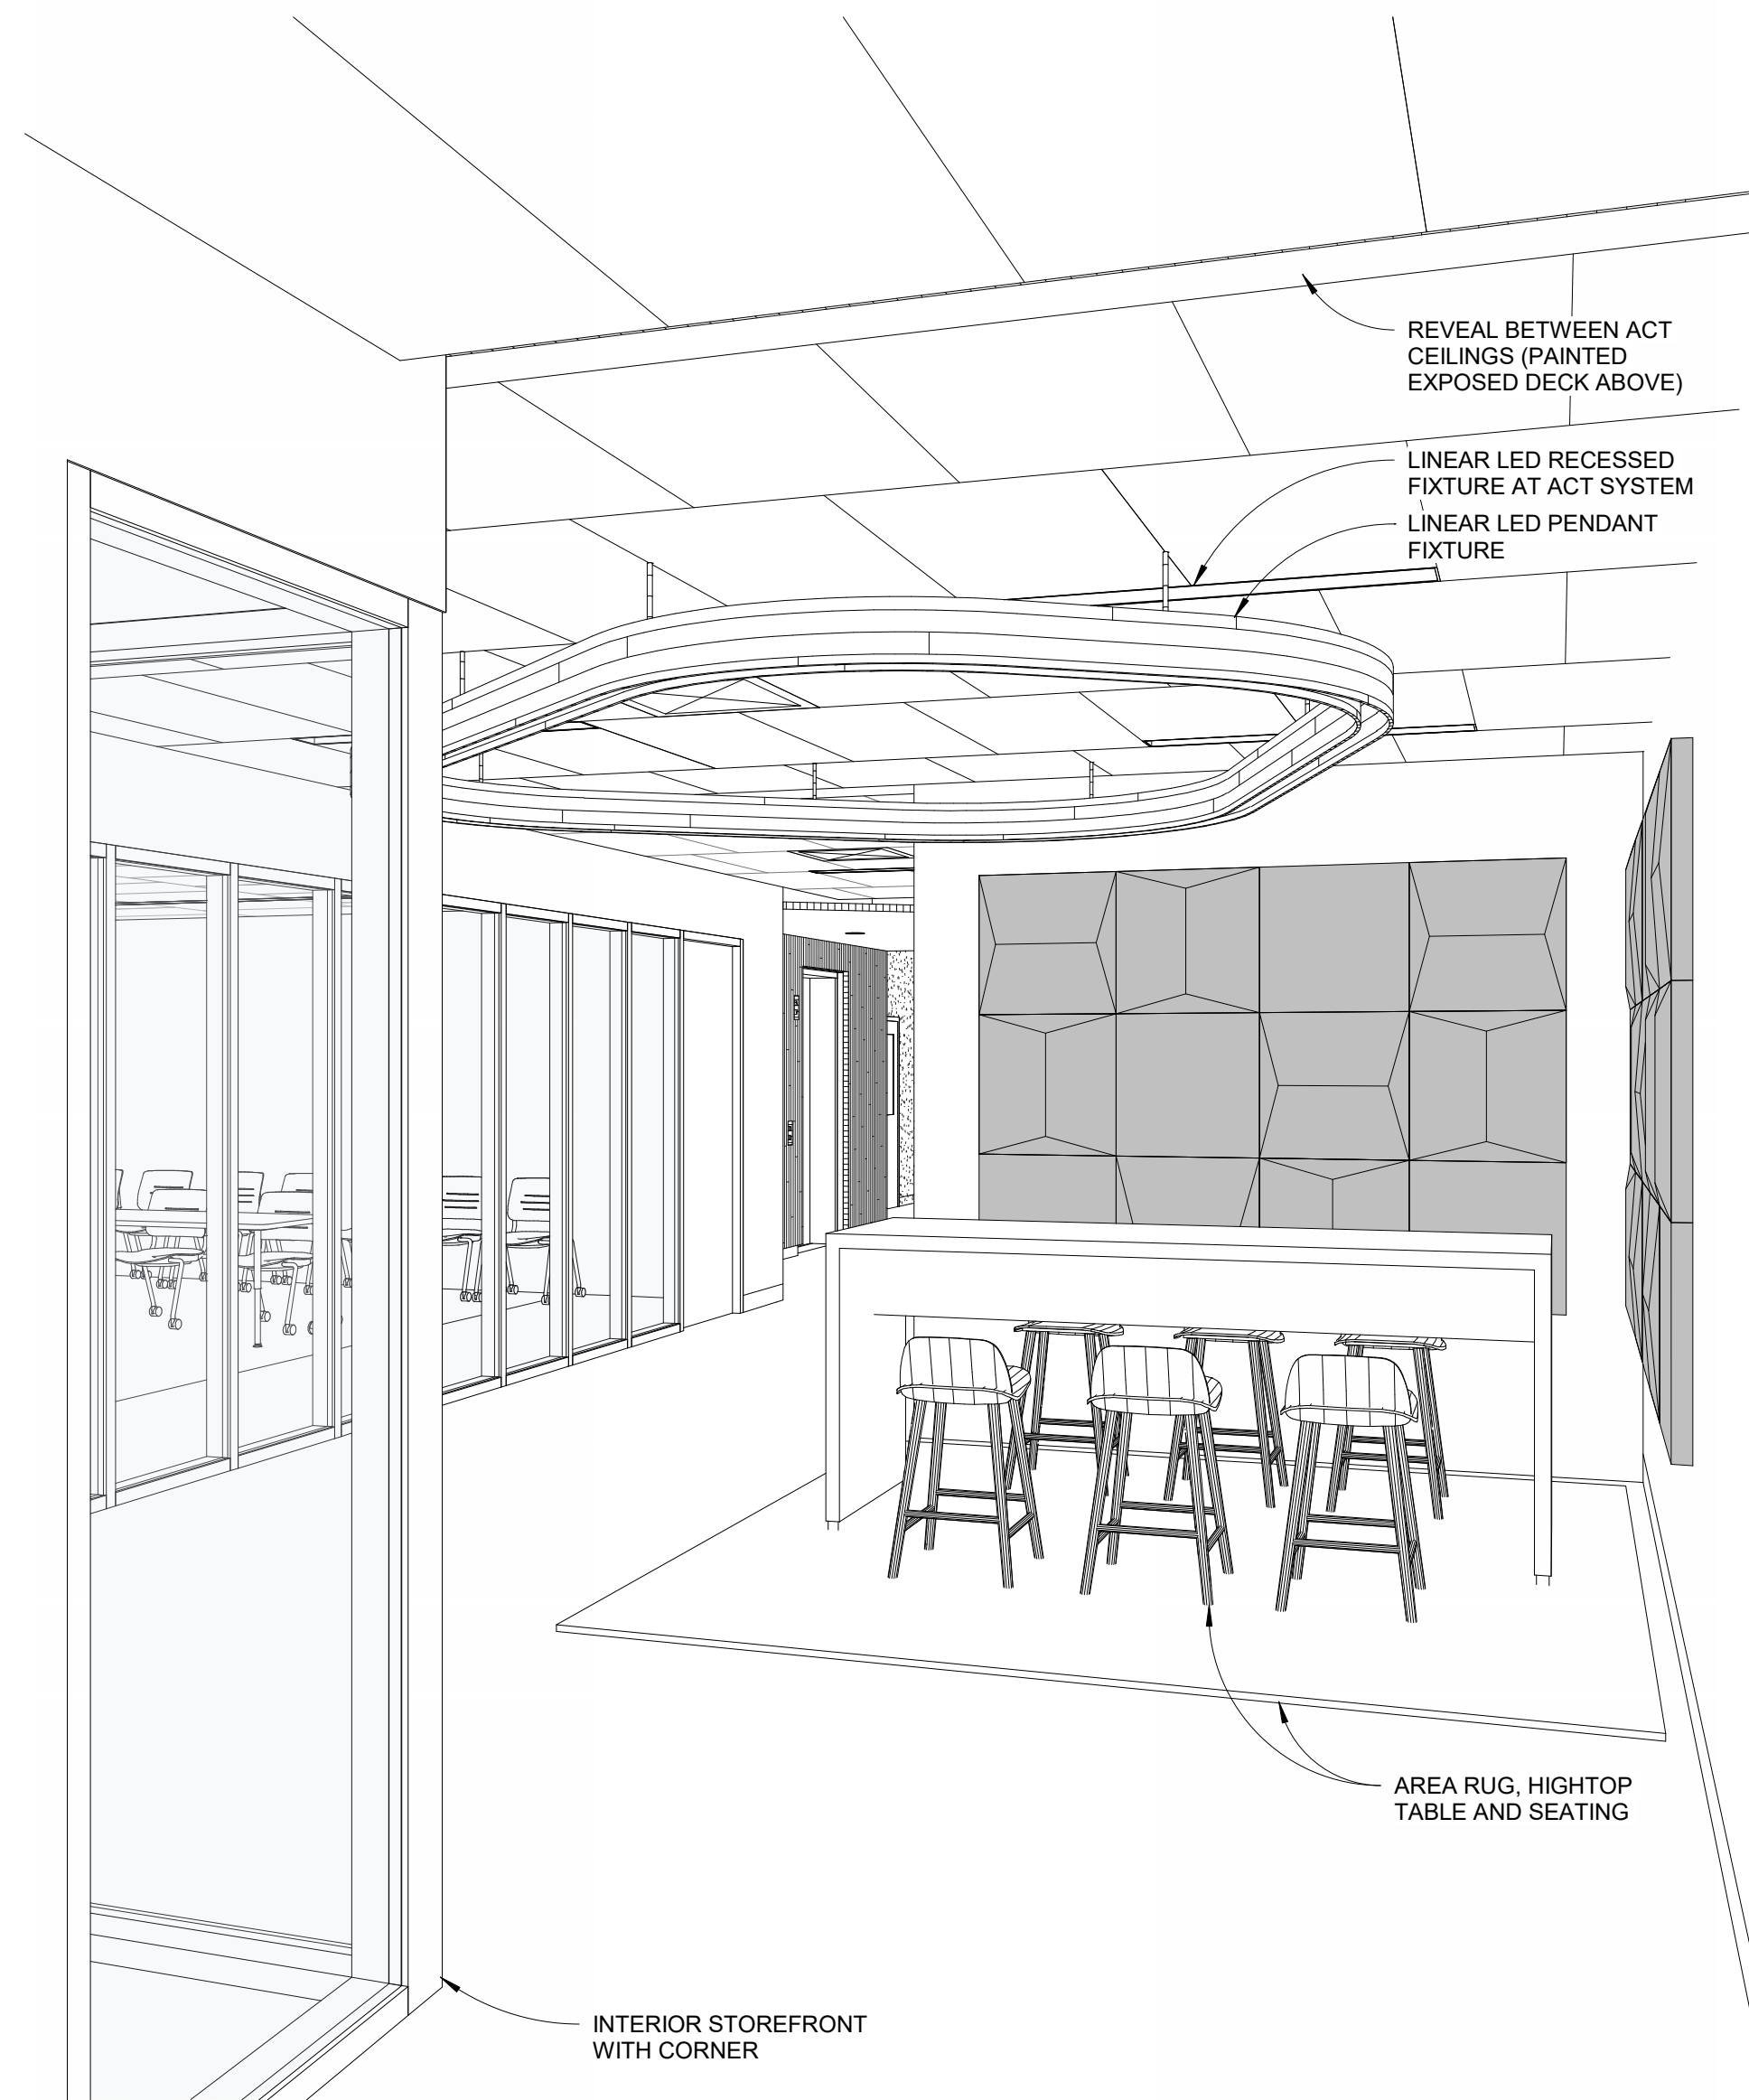 REVEAL BETWEEN ACT
CEILINGS (PAINTED
EXPOSED DECK ABOVE)
LINEAR LED RECESSED
FIXTURE AT ACT SYSTEM
LINEAR LED PENDANT
FIXTURE
AREA RUG, HIGHTOP
TABLE AND SEATING
INTERIOR STOREFRONT
WITH CORNER